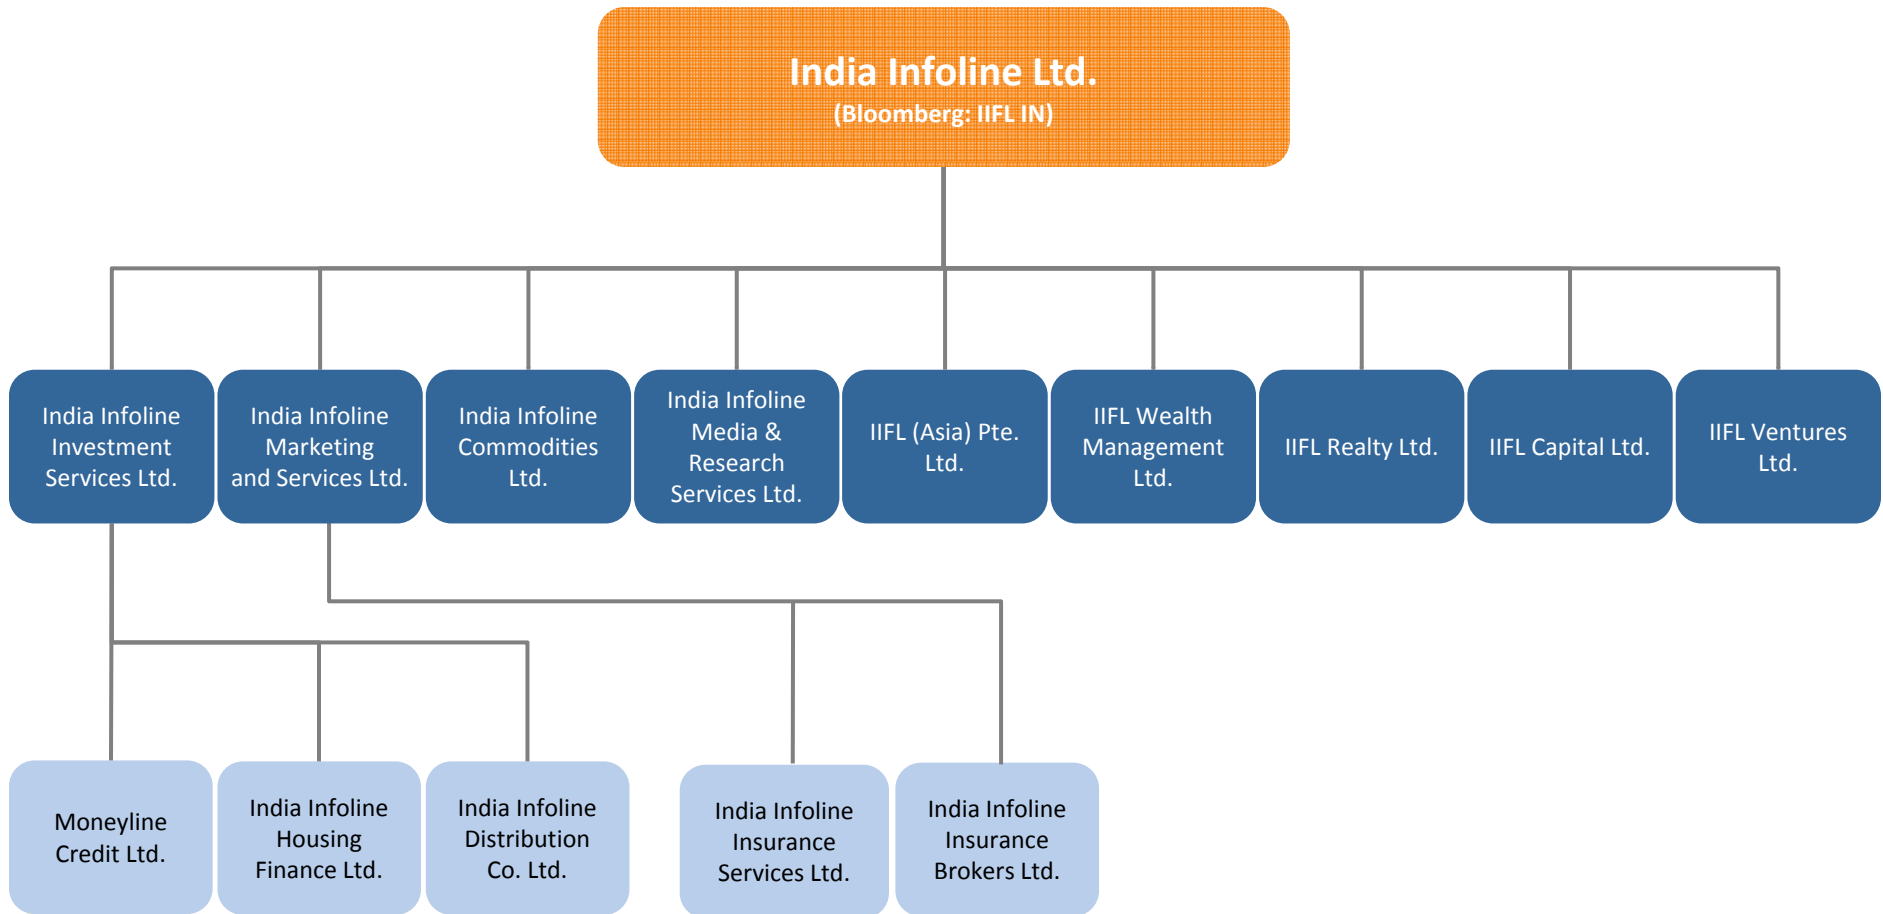 India Infoline Ltd.
(Bloomberg: IIFL IN)
India Infoline
Investment
Services Ltd.
India Infoline
Marketing
and Services Ltd.
India Infoline
Commodities
Ltd.
India Infoline
Media &
Research
Services Ltd.
IIFL (Asia) Pte.
Ltd.
IIFL Wealth
Management
Ltd.
IIFL Realty Ltd.
IIFL Capital Ltd.
IIFL Ventures
Ltd.
Moneyline
Credit Ltd.
India Infoline
Housing
Finance Ltd.
India Infoline
Distribution
Co. Ltd.
India Infoline
Insurance
Services Ltd.
India Infoline
Insurance
Brokers Ltd.